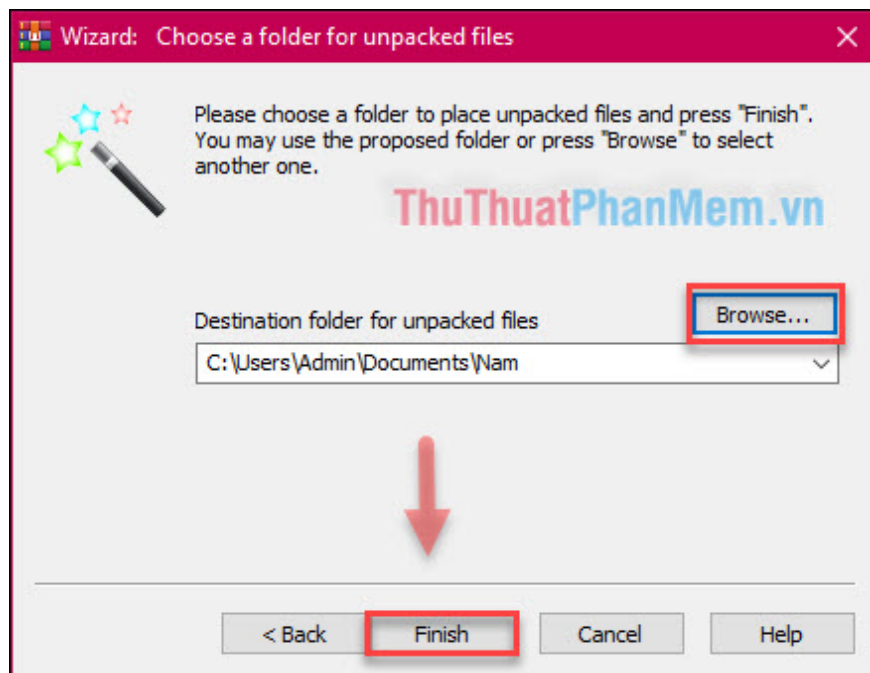 Wizard: Choose a folder for unpacked files
Please choose a folder to place unpacked files and press "Finish".
You may use the proposed folder or press "Browse" to select
another one.
ThuThuatPhanMem.vn
Browse...
Destination folder for unpacked files
C:\Users\Admin\Documents\Nam
< Back Finish Cancel Help